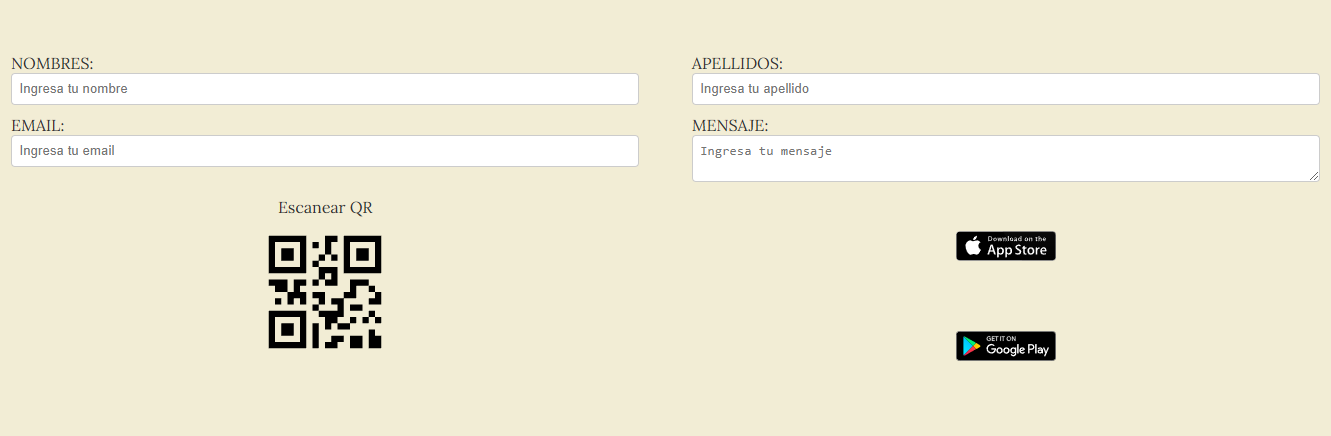 NOMBRES:
Ingresa tu nombre
APELLIDOS:
Ingresa tu apellido
EMAIL:
Ingresa tu email
MENSAJE:
Ingresa tu mensaje
Escanear QR
Download on the
App Store
GET IT ON
Google Play